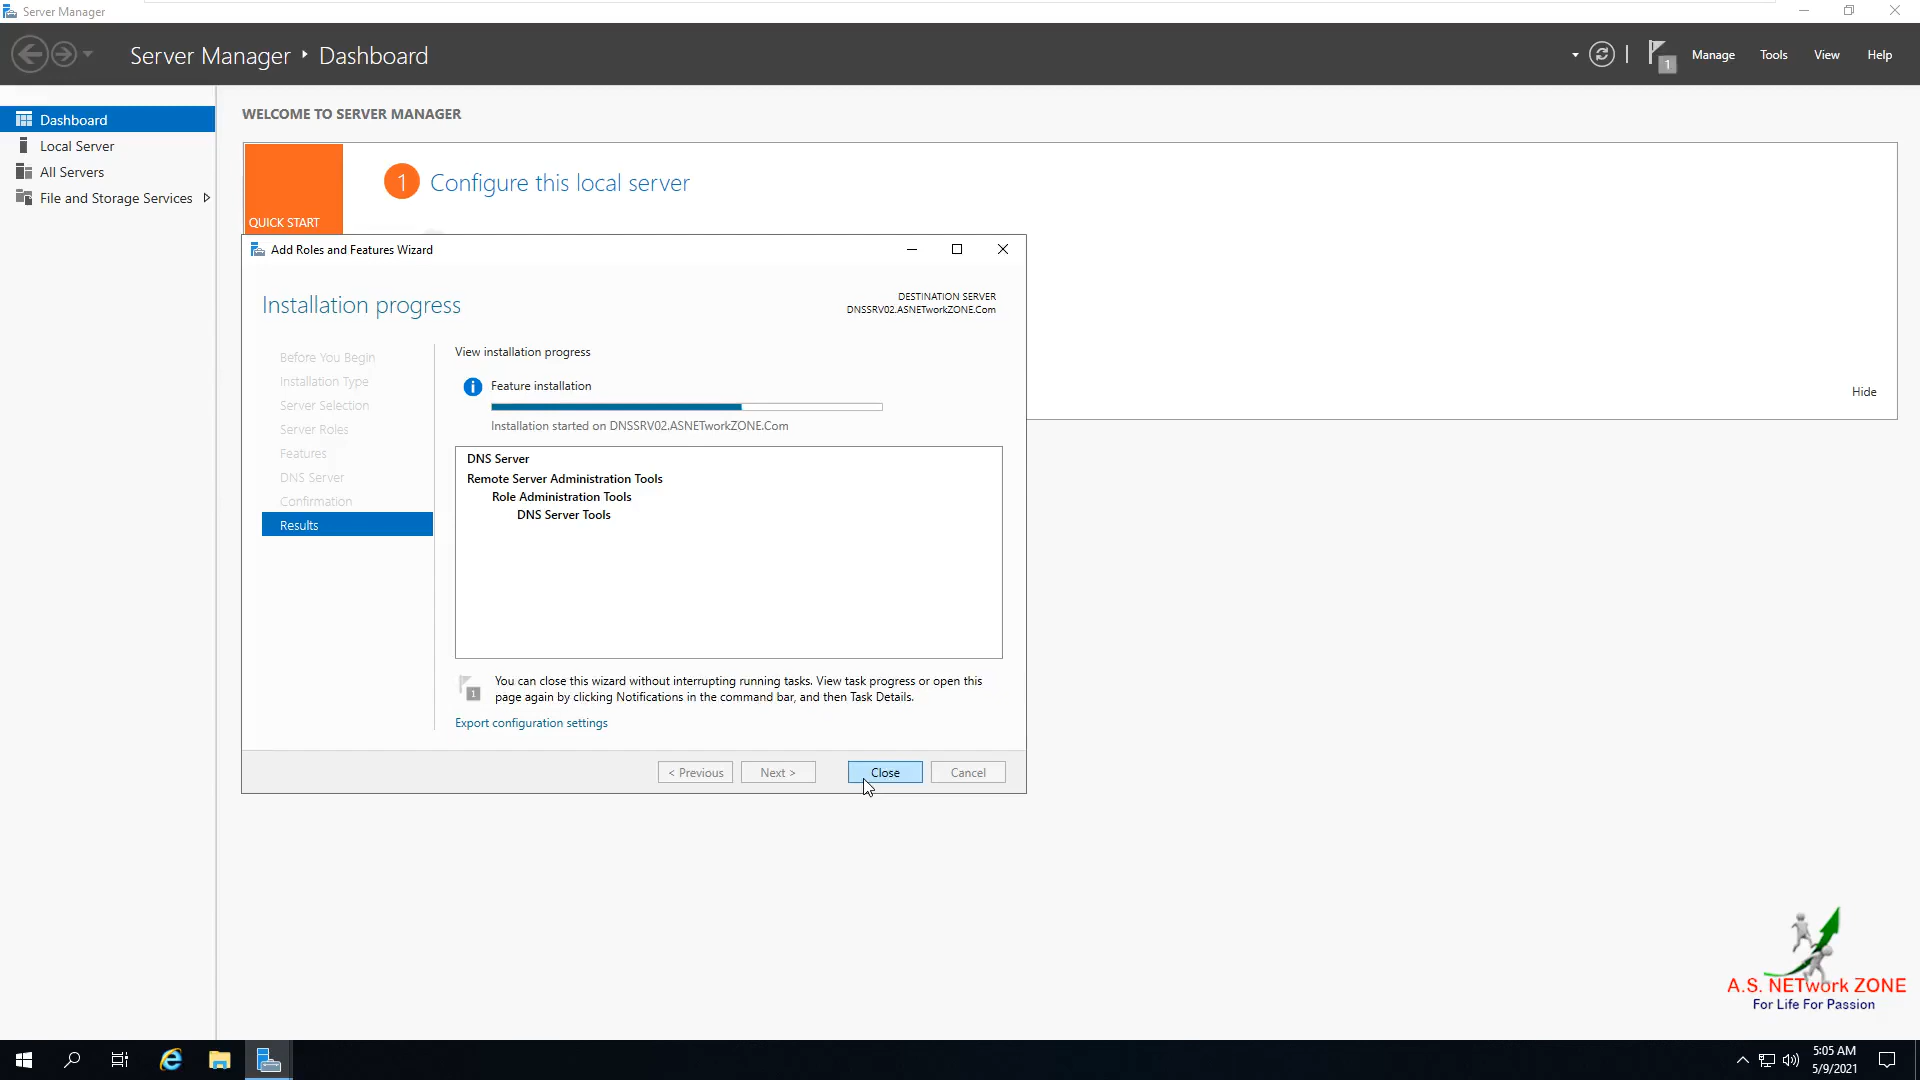 Server Manager
Server Manager
Dashboard
1
Manage
Tools
View
Help
Dashboard
Local Server
All Servers
File and Storage Services
WELCOME TO SERVER MANAGER
QUICK START
1
Configure this local server
Hide
Add Roles and Features Wizard
Installation progress
DESTINATION SERVER
DNSSRV02.ASNETworkZONE.Com
Before You Begin
Installation Type
Server Selection
Server Roles
Features
DNS Server
Confirmation
Results
View installation progress
Feature installation
Installation started on DNSSRV02.ASNETworkZONE.Com
DNS Server
Remote Server Administration Tools
Role Administration Tools
DNS Server Tools
1
You can close this wizard without interrupting running tasks. View task progress or open this
page again by clicking Notifications in the command bar, and then Task Details.
Export configuration settings
< Previous
Next >
Close
Cancel
A.S. NETwork ZONE
For Life For Passion
5:05 AM
5/9/2021